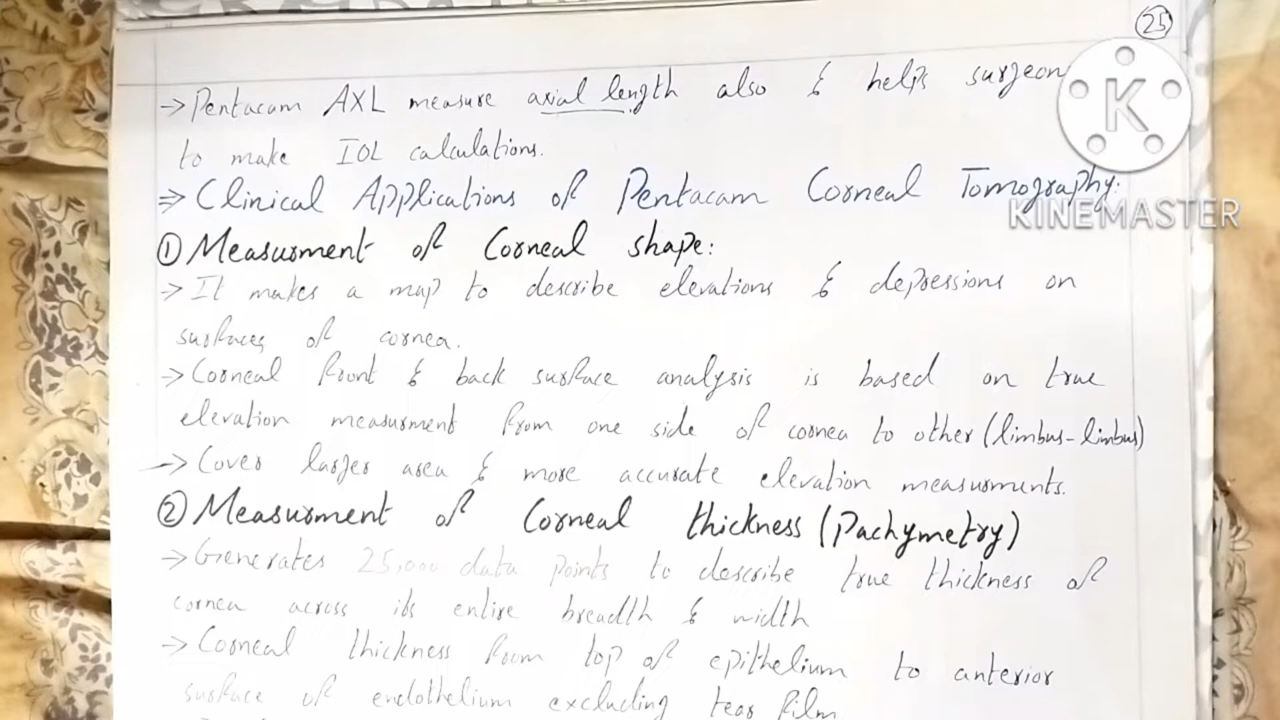 25
→ Pentacam AXL measure axial length also & helps surgeon
to make IOL calculations.
⇒ Clinical Applications of Pentacam Corneal Tomography:
① Measurment of Corneal shape:
→ It makes a map to describe elevations & depressions on
surfaces of cornea.
→ Corneal front & back surface analysis is based on true
elevation measurment from one side of cornea to other (limbus-limbus)
→ Cover larger area & more accurate elevation measurments.
② Measurment of Corneal thickness (Pachymetry)
→ Generates 25,000 data points to describe true thickness of
cornea across its entire breadth & width
→ Corneal thickness from top of epithelium to anterior
surface of endothelium excluding tear film
K
KINEMASTER